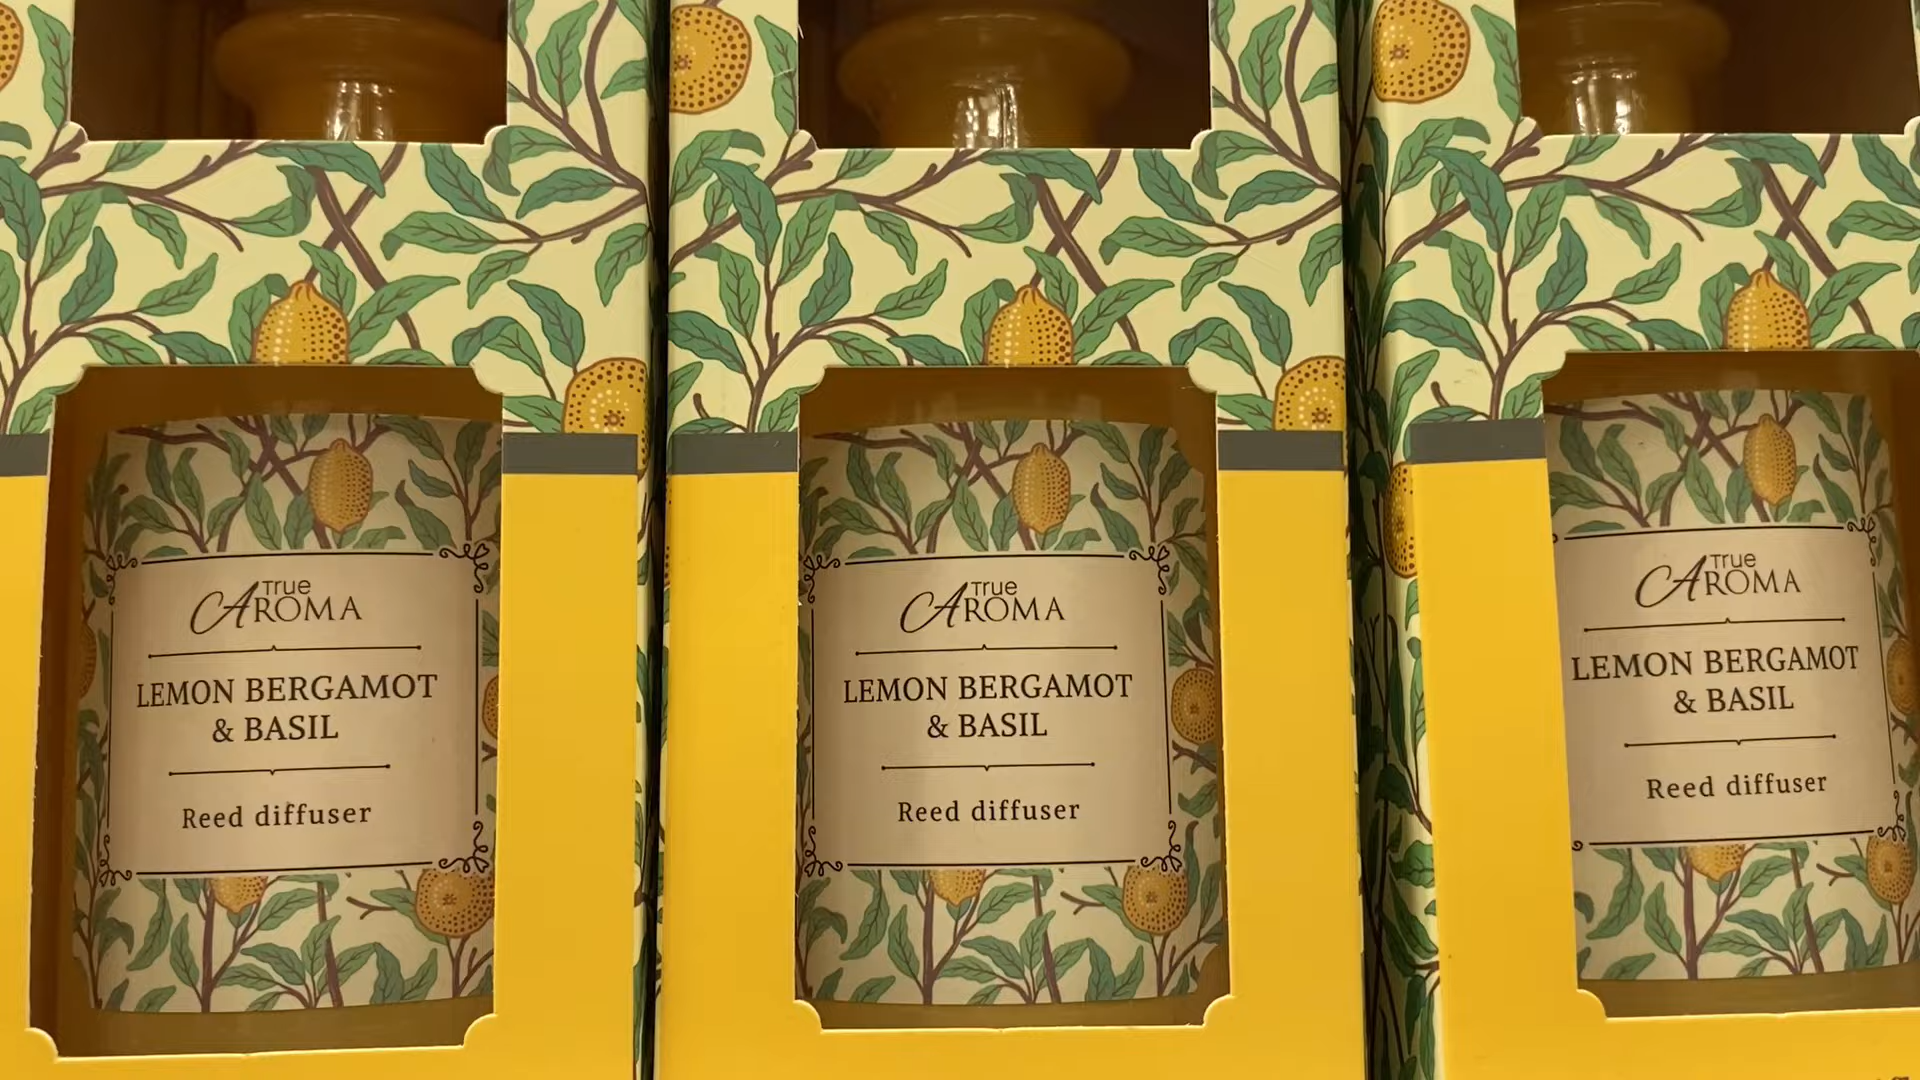 True
AROMA
LEMON BERGAMOT
& BASIL
Reed diffuser
True
AROMA
LEMON BERGAMOT
& BASIL
Reed diffuser
True
AROMA
LEMON BERGAMOT
& BASIL
Reed diffuser